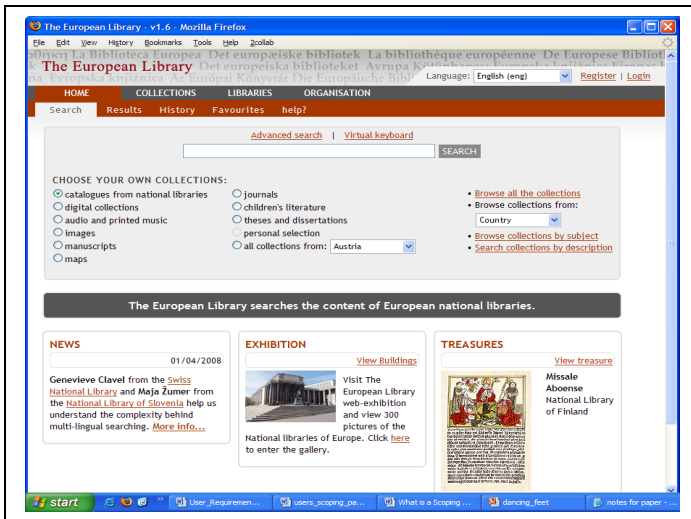 The European Library - v1.6 - Mozilla Firefox
File Edit View History Bookmarks Tools Help 2collab
La Biblioteca Europea Det europæiske bibliotek La bibliothèque européenne De Europese
The European Library Det europeiska biblioteket Avrupa
Evropská knjižnica Az Die Europäische
Language: English (eng) Register | Login
HOME COLLECTIONS LIBRARIES ORGANISATION
Search Results History Favourites help?
Advanced search | Virtual keyboard
SEARCH
CHOOSE YOUR OWN COLLECTIONS:
catalogues from national libraries journals • Browse all the collections
digital collections children's literature • Browse collections from:
audio and printed music theses and dissertations Country
images personal selection • Browse collections by subject
manuscripts all collections from: Austria • Search collections by description
maps
The European Library searches the content of European national libraries.
NEWS
01/04/2008
Genevieve Clavel from the Swiss
National Library and Maja Žumer from
the National Library of Slovenia help us
understand the complexity behind
multi-lingual searching. More info...
EXHIBITION
View Buildings
Visit The
European Library
web-exhibition
and view 300
pictures of the
National libraries of Europe. Click here
to enter the gallery.
TREASURES
View treasure
Missale
Aboense
National Library
of Finland
start " User_Requiremen... users_scoping_pa... What is a Scoping ... dancing_feet notes for paper -...